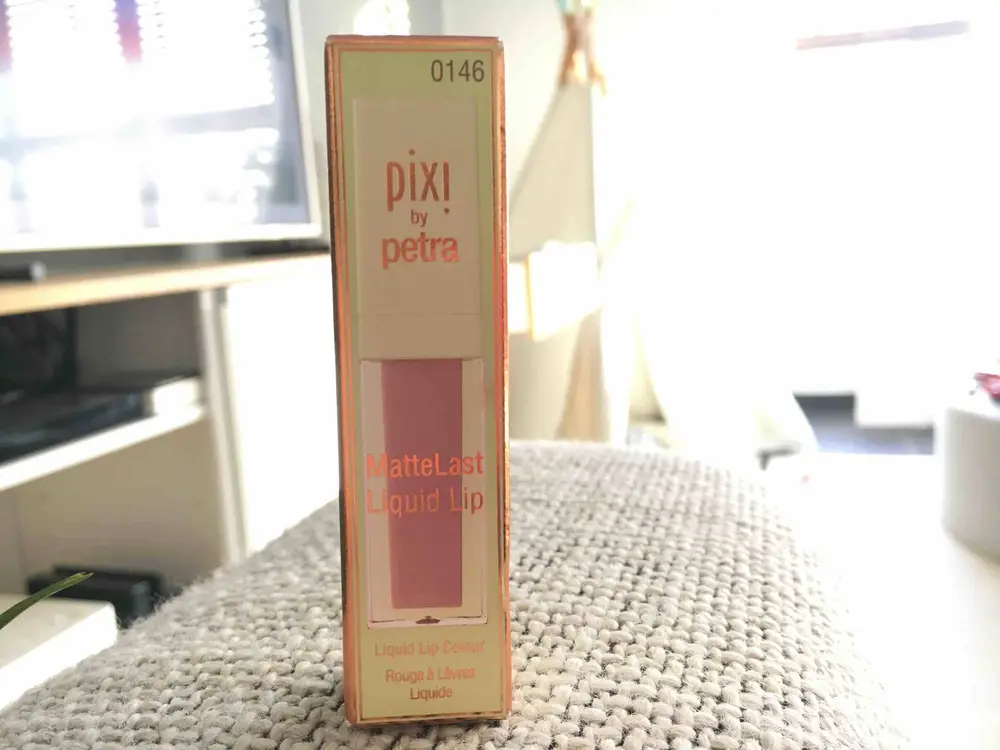 0146
pixi
by
petra
MatteLast
Liquid Lip
Liquid Lip Colour
Rouge à Lèvres
Liquide